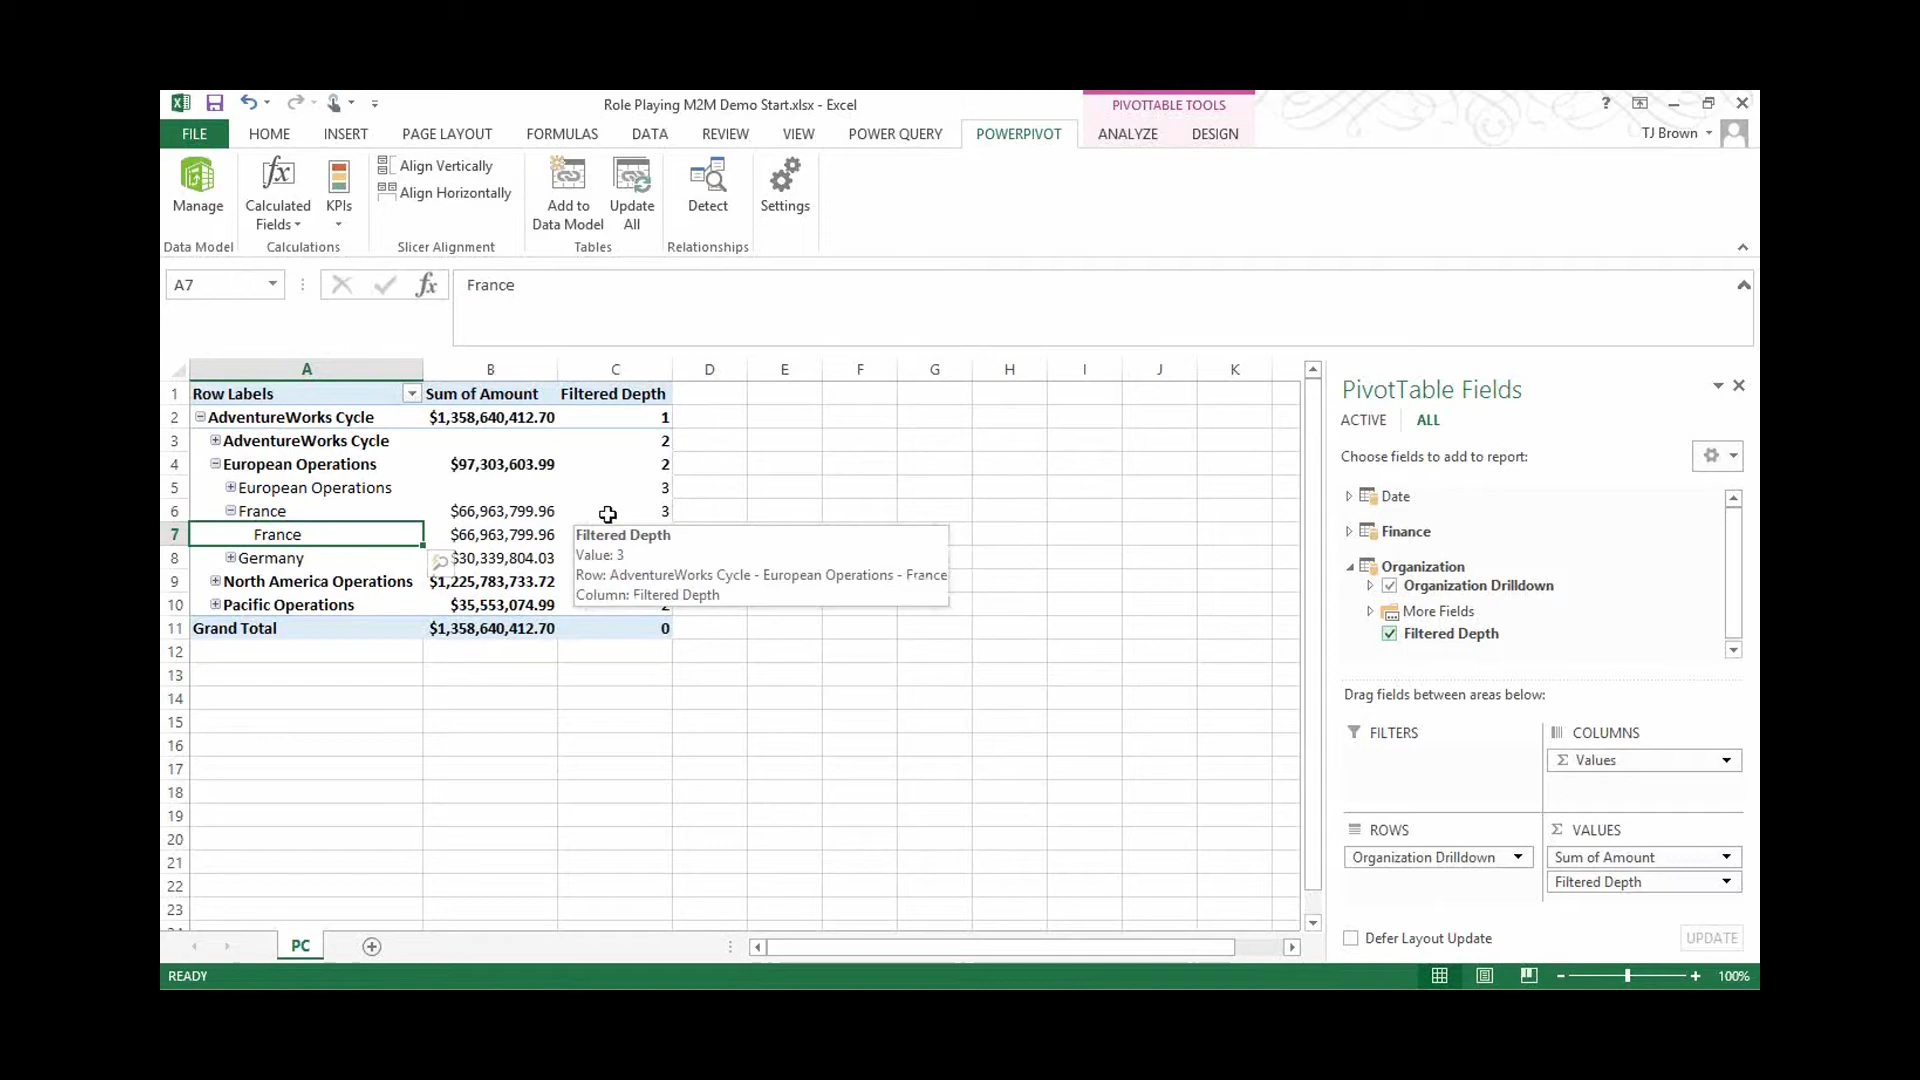 Role Playing M2M Demo Start.xlsx - Excel
PIVOTTABLE TOOLS
?
FILE HOME INSERT PAGE LAYOUT FORMULAS DATA REVIEW VIEW POWER QUERY POWERPIVOT ANALYZE DESIGN TJ Brown
Manage
Calculated Fields
KPIs
Align Vertically
Align Horizontally
Add to Data Model
Update All
Detect
Settings
Data Model Calculations Slicer Alignment Tables Relationships
A7 fx France
A B C D E F G H I J K
1 Row Labels Sum of Amount Filtered Depth
2 AdventureWorks Cycle $1,358,640,412.70 1
3 AdventureWorks Cycle 2
4 European Operations $97,303,603.99 2
5 European Operations 3
6 France $66,963,799.96 3
7 France $66,963,799.96
8 Germany $30,339,804.03
9 North America Operations $1,225,783,733.72
10 Pacific Operations $35,553,074.99 2
11 Grand Total $1,358,640,412.70 0
12
13
14
15
16
17
18
19
20
21
22
23
Filtered Depth
Value: 3
Row: AdventureWorks Cycle - European Operations - France
Column: Filtered Depth
PivotTable Fields
ACTIVE ALL
Choose fields to add to report:
Date
Finance
Organization
Organization Drilldown
More Fields
Filtered Depth
Drag fields between areas below:
FILTERS
COLUMNS
Σ Values
ROWS
Organization Drilldown
Σ VALUES
Sum of Amount
Filtered Depth
Defer Layout Update UPDATE
PC
READY 100%